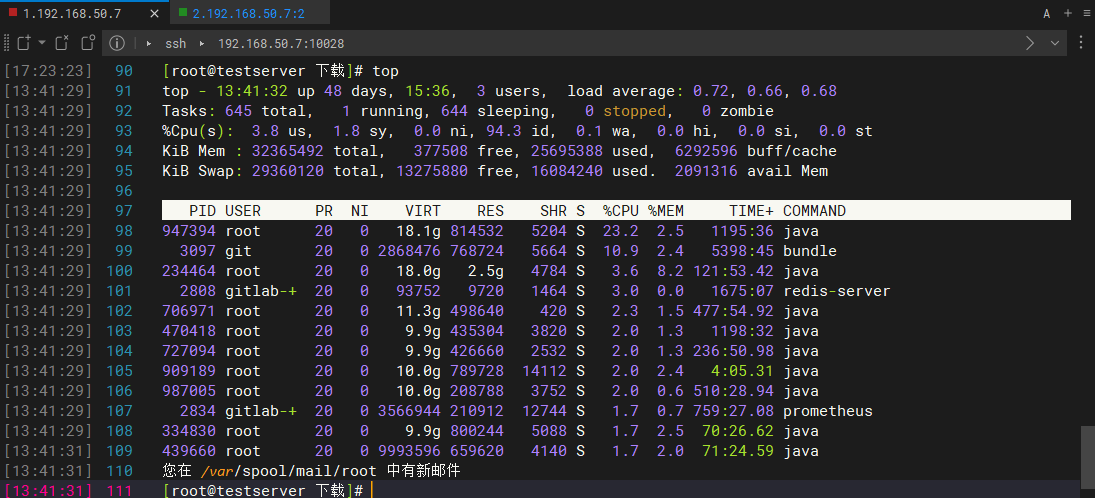 1.192.168.50.7 2.192.168.50.7:2 A
ssh 192.168.50.7:10028
[17:23:23] 90 [root@testserver 下载]# top
[13:41:29] 91 top - 13:41:32 up 48 days, 15:36, 3 users, load average: 0.72, 0.66, 0.68
[13:41:29] 92 Tasks: 645 total, 1 running, 644 sleeping, 0 stopped, 0 zombie
[13:41:29] 93 %Cpu(s): 3.8 us, 1.8 sy, 0.0 ni, 94.3 id, 0.1 wa, 0.0 hi, 0.0 si, 0.0 st
[13:41:29] 94 KiB Mem : 32365492 total, 377508 free, 25695388 used, 6292596 buff/cache
[13:41:29] 95 KiB Swap: 29360120 total, 13275880 free, 16084240 used. 2091316 avail Mem
[13:41:29] 96
[13:41:29] 97 PID USER PR NI VIRT RES SHR S %CPU %MEM TIME+ COMMAND
[13:41:29] 98 947394 root 20 0 18.1g 814532 5204 S 23.2 2.5 1195:36 java
[13:41:29] 99 3097 git 20 0 2868476 768724 5664 S 10.9 2.4 5398:45 bundle
[13:41:29] 100 234464 root 20 0 18.0g 2.5g 4784 S 3.6 8.2 121:53.42 java
[13:41:29] 101 2808 gitlab-+ 20 0 93752 9720 1464 S 3.0 0.0 1675:07 redis-server
[13:41:29] 102 706971 root 20 0 11.3g 498640 420 S 2.3 1.5 477:54.92 java
[13:41:29] 103 470418 root 20 0 9.9g 435304 3820 S 2.0 1.3 1198:32 java
[13:41:29] 104 727094 root 20 0 9.9g 426660 2532 S 2.0 1.3 236:50.98 java
[13:41:29] 105 909189 root 20 0 10.0g 789728 14112 S 2.0 2.4 4:05.31 java
[13:41:29] 106 987005 root 20 0 10.0g 208788 3752 S 2.0 0.6 510:28.94 java
[13:41:29] 107 2834 gitlab-+ 20 0 3566944 210912 12744 S 1.7 0.7 759:27.08 prometheus
[13:41:29] 108 334830 root 20 0 9.9g 800244 5088 S 1.7 2.5 70:26.62 java
[13:41:31] 109 439660 root 20 0 9993596 659620 4140 S 1.7 2.0 71:24.59 java
[13:41:31] 110 您在 /var/spool/mail/root 中有新邮件
[13:41:31] 111 [root@testserver 下载]#